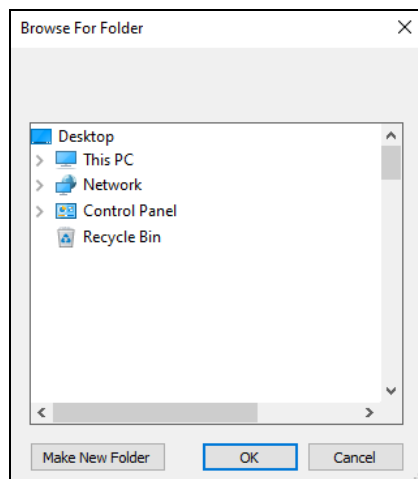 Browse For Folder
Desktop
This PC
Network
Control Panel
Recycle Bin
Make New Folder OK Cancel